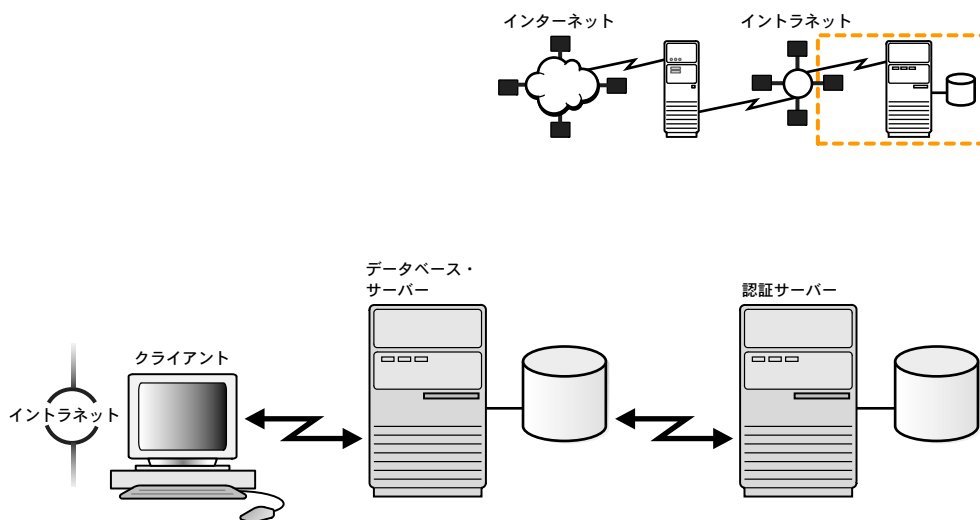 インターネット
イントラネット
データベース・
サーバー
認証サーバー
クライアント
イントラネット